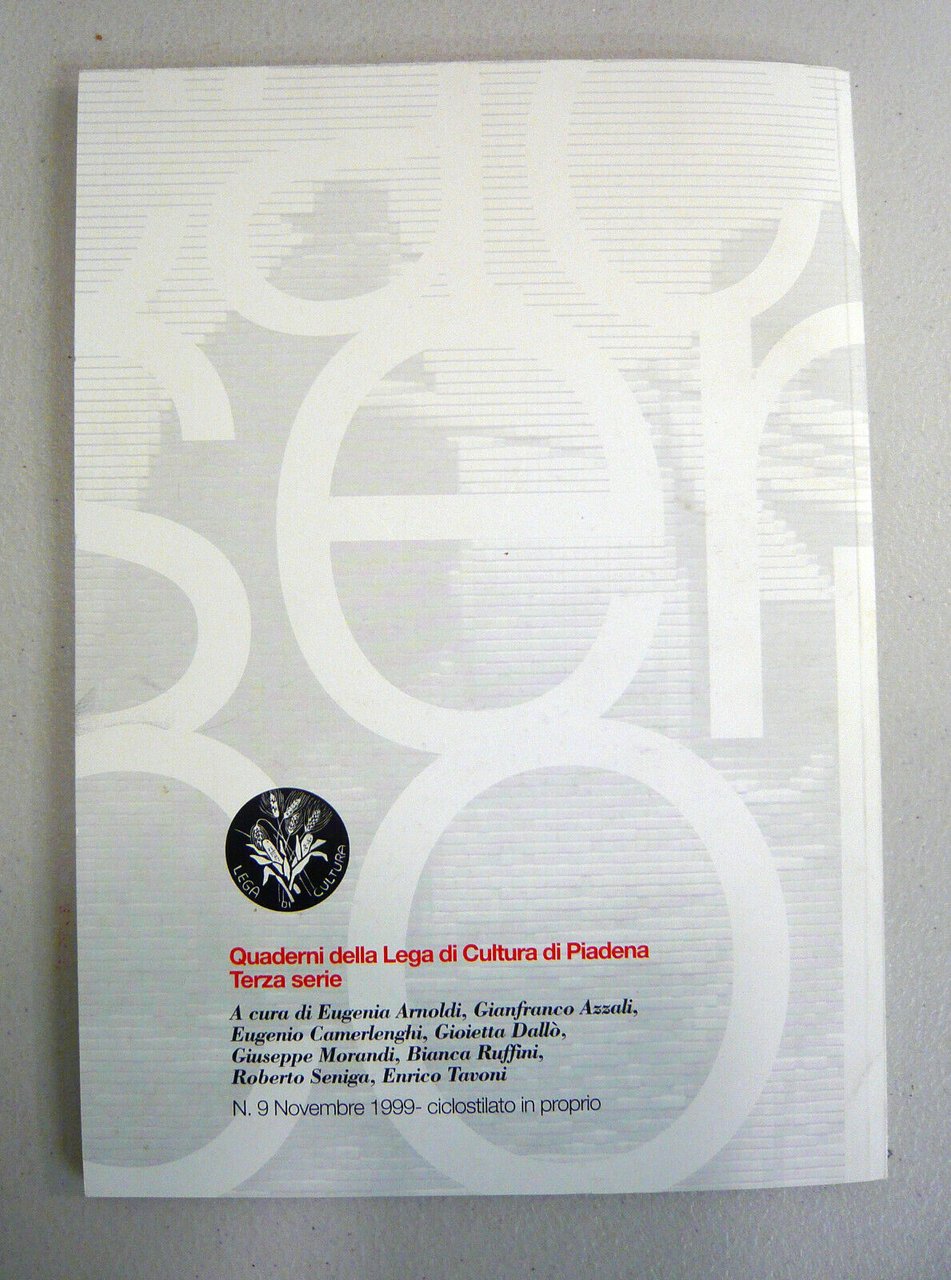 LEGA DI CULTURA
Quaderni della Lega di Cultura di Piadena
Terza serie
A cura di Eugenia Arnoldi, Gianfranco Azzali,
Eugenio Camerlenghi, Gioietta Dallò,
Giuseppe Morandi, Bianca Ruffini,
Roberto Seniga, Enrico Tavoni
N. 9 Novembre 1999- ciclostilato in proprio